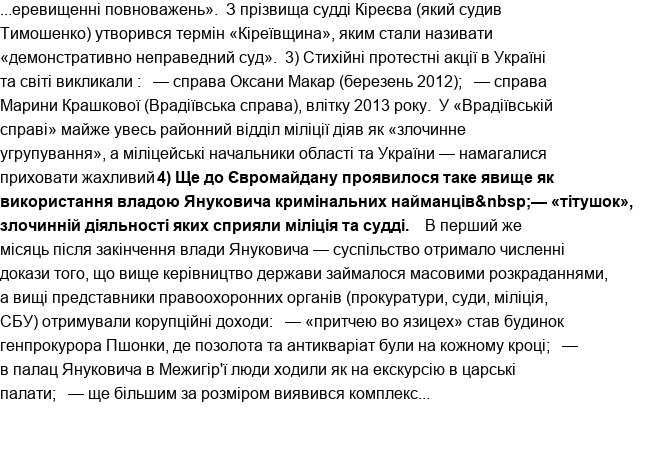 ...еревищенні повноважень».  З прізвища судді Кіреєва (який судив
Тимошенко) утворився термін «Кіреївщина», яким стали називати
«демонстративно неправедний суд».  3) Стихійні протестні акції в Україні
та світі викликали :   — справа Оксани Макар (березень 2012);   — справа
Марини Крашкової (Врадіївська справа), влітку 2013 року.  У «Врадіївській
справі» майже увесь районний відділ міліції діяв як «злочинне
угрупування», а міліцейські начальники області та України — намагалися
приховати жахливий 4) Ще до Євромайдану проявилося таке явище як
використання владою Януковича кримінальних найманців&nbsp;— «тітушок»,
злочинній діяльності яких сприяли міліція та судді.    В перший же
місяць після закінчення влади Януковича — суспільство отримало численні
докази того, що вище керівництво держави займалося масовими розкраданнями,
а вищі представники правоохоронних органів (прокуратури, суди, міліція,
СБУ) отримували корупційні доходи:   — «притчею во язицех» став будинок
генпрокурора Пшонки, де позолота та антикваріат були на кожному кроці;   —
в палац Януковича в Межигір'ї люди ходили як на екскурсію в царські
палати;   — ще більшим за розміром виявився комплекс...